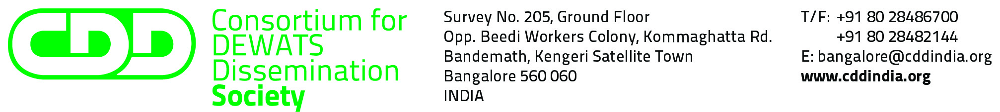 CDD
Consortium for
DEWATS
Dissemination
Society
Survey No. 205, Ground Floor
Opp. Beedi Workers Colony, Kommaghatta Rd.
Bandemath, Kengeri Satellite Town
Bangalore 560 060
INDIA
T/F: +91 80 28486700
+91 80 28482144
E: bangalore@cddindia.org
www.cddindia.org